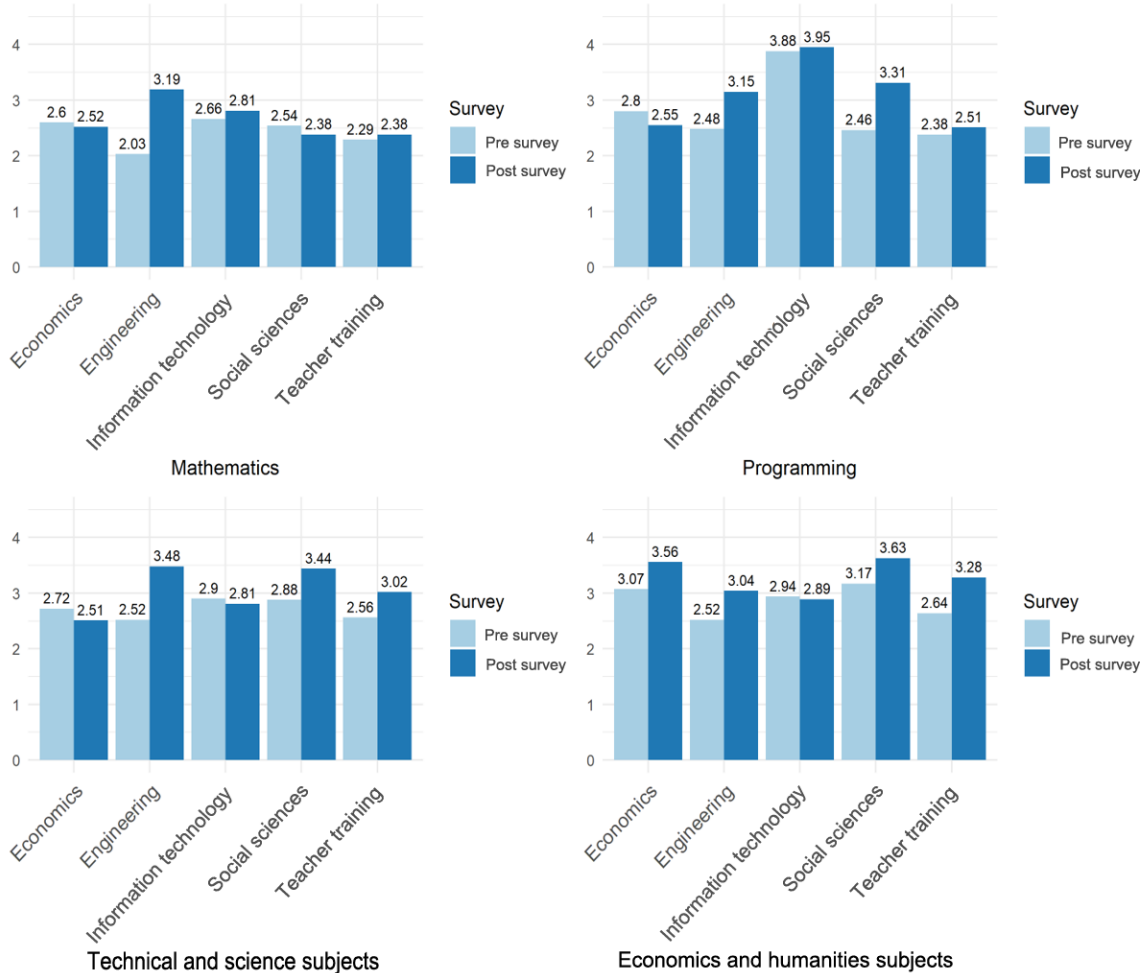 4
3
2
1
0
2.6
2.52
2.03
3.19
2.66
2.81
2.54
2.38
2.29
2.38
Economics
Engineering
Information technology
Social sciences
Teacher training
Survey
Pre survey
Post survey
Mathematics
4
3
2
1
0
2.8
2.55
2.48
3.15
3.88
3.95
2.46
3.31
2.38
2.51
Economics
Engineering
Information technology
Social sciences
Teacher training
Survey
Pre survey
Post survey
Programming
4
3
2
1
0
2.72
2.51
2.52
3.48
2.9
2.81
2.88
3.44
2.56
3.02
Economics
Engineering
Information technology
Social sciences
Teacher training
Survey
Pre survey
Post survey
Technical and science subjects
4
3
2
1
0
3.07
3.56
2.52
3.04
2.94
2.89
3.17
3.63
2.64
3.28
Economics
Engineering
Information technology
Social sciences
Teacher training
Survey
Pre survey
Post survey
Economics and humanities subjects